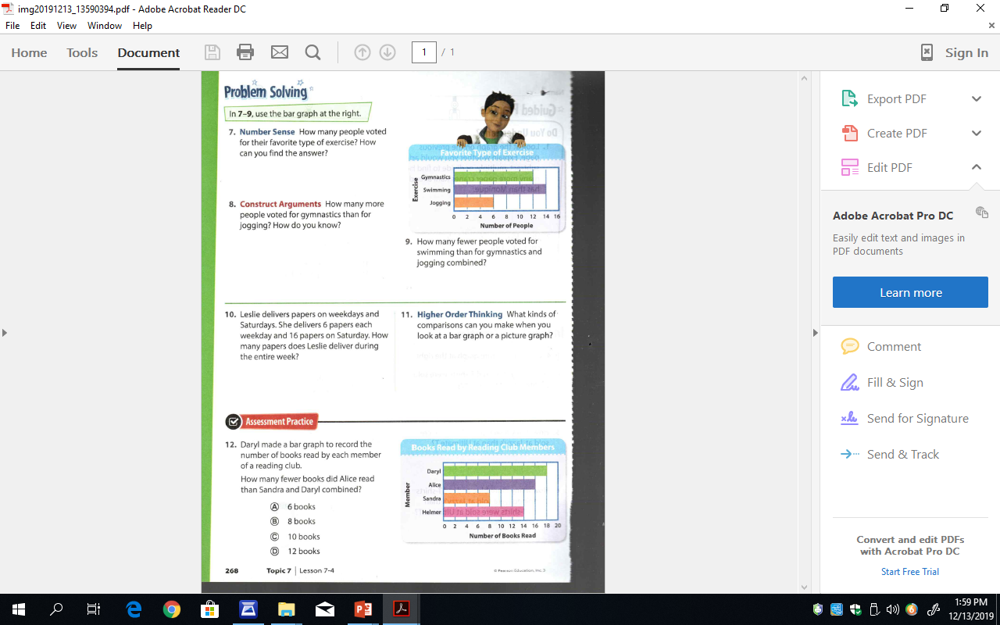 img20191213_13590394.pdf - Adobe Acrobat Reader DC
File Edit View Window Help
Home Tools Document 1 / 1 Sign In
Problem Solving
In 7–9, use the bar graph at the right.
7. Number Sense How many people voted
for their favorite type of exercise? How
can you find the answer?
8. Construct Arguments How many more
people voted for gymnastics than for
jogging? How do you know?
Favorite Type of Exercise
Exercise
Gymnastics
Swimming
Jogging
0 2 4 6 8 10 12 14 16
Number of People
9. How many fewer people voted for
swimming than for gymnastics and
jogging combined?
10. Leslie delivers papers on weekdays and
Saturdays. She delivers 6 papers each
weekday and 16 papers on Saturday. How
many papers does Leslie deliver during
the entire week?
11. Higher Order Thinking What kinds of
comparisons can you make when you
look at a bar graph or a picture graph?
Assessment Practice
12. Daryl made a bar graph to record the
number of books read by each member
of a reading club.
How many fewer books did Alice read
than Sandra and Daryl combined?
A 6 books
B 8 books
C 10 books
D 12 books
Books Read by Reading Club Members
Member
Daryl
Alice
Sandra
Helmer
0 2 4 6 8 10 12 14 16 18 20
Number of Books Read
268 Topic 7 | Lesson 7-4
© Pearson Education, Inc. 3
Export PDF
Create PDF
Edit PDF
Adobe Acrobat Pro DC
Easily edit text and images in
PDF documents
Learn more
Comment
Fill & Sign
Send for Signature
Send & Track
Convert and edit PDFs
with Acrobat Pro DC
Start Free Trial
1:59 PM
12/13/2019